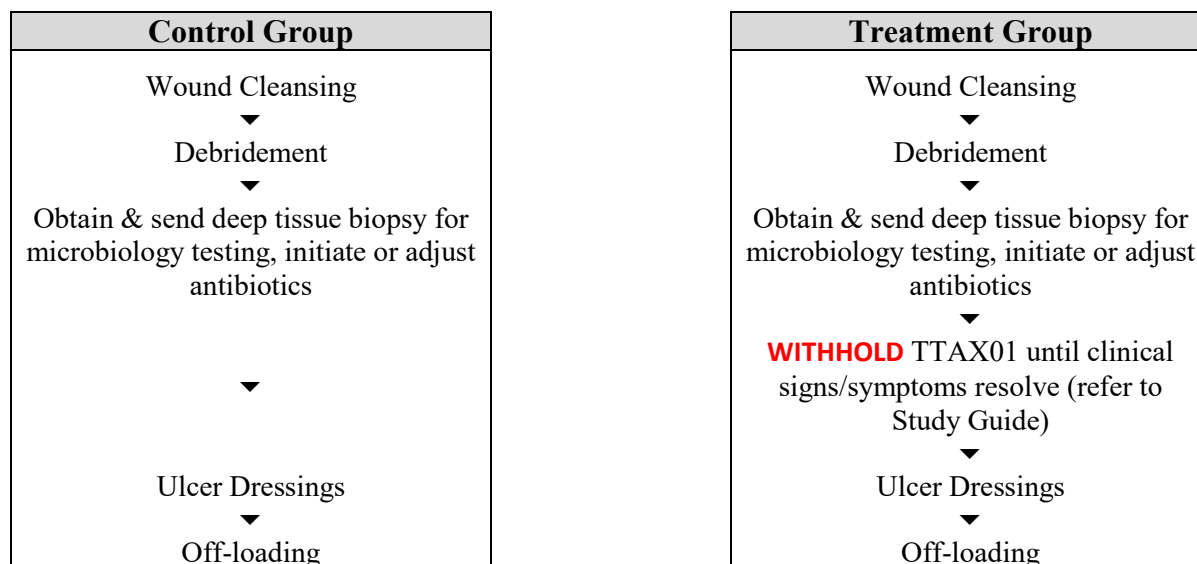 Control Group
Wound Cleansing
Debridement
Obtain & send deep tissue biopsy for
microbiology testing, initiate or adjust
antibiotics
Ulcer Dressings
Off-loading
Treatment Group
Wound Cleansing
Debridement
Obtain & send deep tissue biopsy for
microbiology testing, initiate or adjust
antibiotics
WITHHOLD TTAX01 until clinical
signs/symptoms resolve (refer to
Study Guide)
Ulcer Dressings
Off-loading